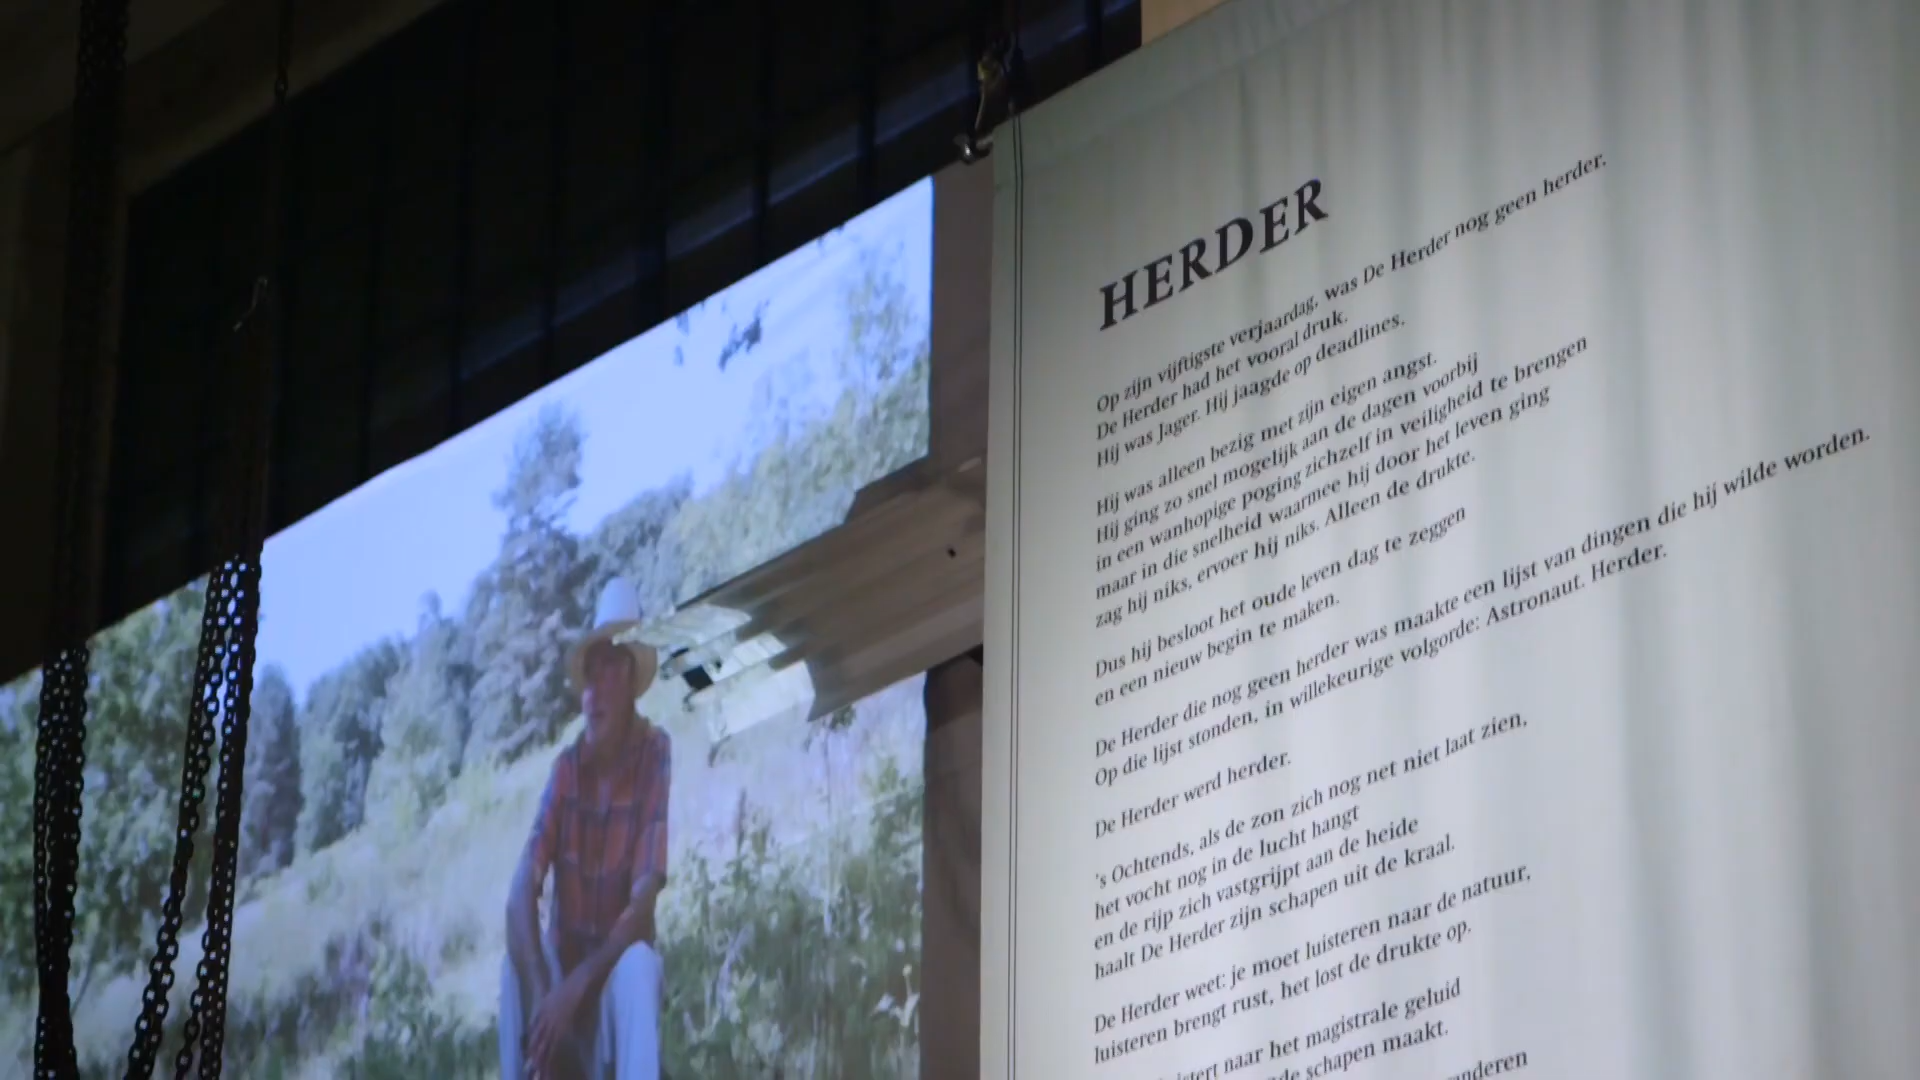 HERDER
Op zijn vijftigste verjaardag, was De Herder nog geen herder.
De Herder had het vooral druk.
Hij was Jager. Hij jaagde op deadlines.
Hij was alleen bezig met zijn eigen angst.
Hij ging zo snel mogelijk aan de dagen voorbij
in een wanhopige poging zichzelf in veiligheid te brengen
maar in die snelheid waarmee hij door het leven ging
zag hij niks, ervoer hij niks. Alleen de drukte.
Dus hij besloot het oude leven dag te zeggen
en een nieuw begin te maken.
De Herder die nog geen herder was maakte een lijst van dingen die hij wilde worden.
Op die lijst stonden, in willekeurige volgorde: Astronaut. Herder.
De Herder werd herder.
's Ochtends, als de zon zich nog net niet laat zien,
het vocht nog in de lucht hangt
en de rijp zich vastgrijpt aan de heide
haalt De Herder zijn schapen uit de kraal.
De Herder weet: je moet luisteren naar de natuur,
luisteren brengt rust, het lost de drukte op.
naar het magistrale geluid
schapen maakt.